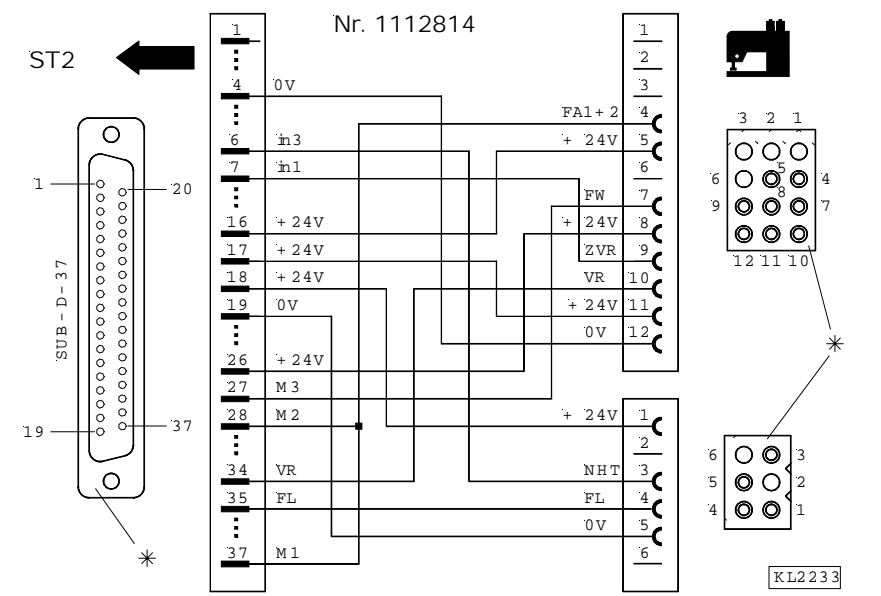 Nr. 1112814
ST2
1
4 0V
6 in3
7 in1
16 +24V
17 +24V
18 +24V
19 0V
26 +24V
27 M3
28 M2
34 VR
35 FL
37 M1
1
2
3
FA1+2 4
+ 24V 5
6
FW 7
+ 24V 8
ZVR 9
VR 10
+24V 11
0V 12
+ 24V 1
2
NHT 3
FL 4
0V 5
6
1 20
SUB-D-37
19 37
3 2 1
5
6 4
8
9 7
12 11 10
6 3
5 2
4 1
KL2233